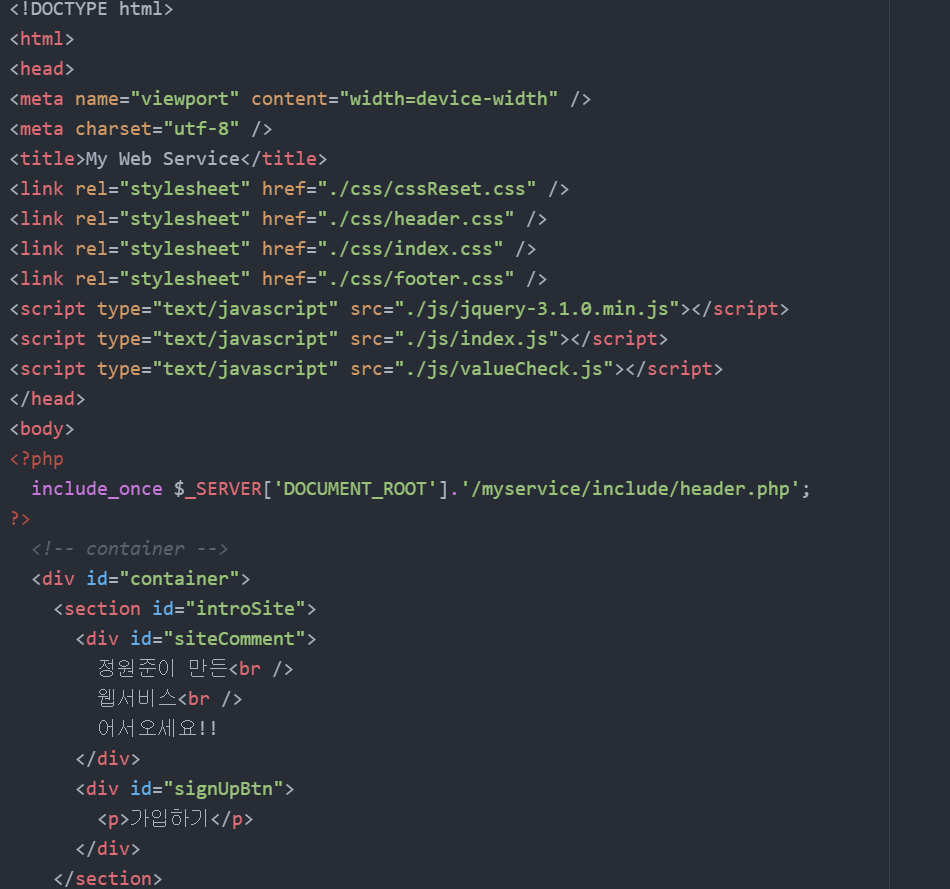 <!DOCTYPE html>
<html>
<head>
<meta name="viewport" content="width=device-width" />
<meta charset="utf-8" />
<title>My Web Service</title>
<link rel="stylesheet" href="./css/cssReset.css" />
<link rel="stylesheet" href="./css/header.css" />
<link rel="stylesheet" href="./css/index.css" />
<link rel="stylesheet" href="./css/footer.css" />
<script type="text/javascript" src="./js/jquery-3.1.0.min.js"></script>
<script type="text/javascript" src="./js/index.js"></script>
<script type="text/javascript" src="./js/valueCheck.js"></script>
</head>
<body>
<?php
  include_once $_SERVER['DOCUMENT_ROOT'].'/myservice/include/header.php';
?>
  <!-- container -->
  <div id="container">
    <section id="introSite">
      <div id="siteComment">
        정원준이 만든<br />
        웹서비스<br />
        어서오세요!!
      </div>
      <div id="signUpBtn">
        <p>가입하기</p>
      </div>
    </section>